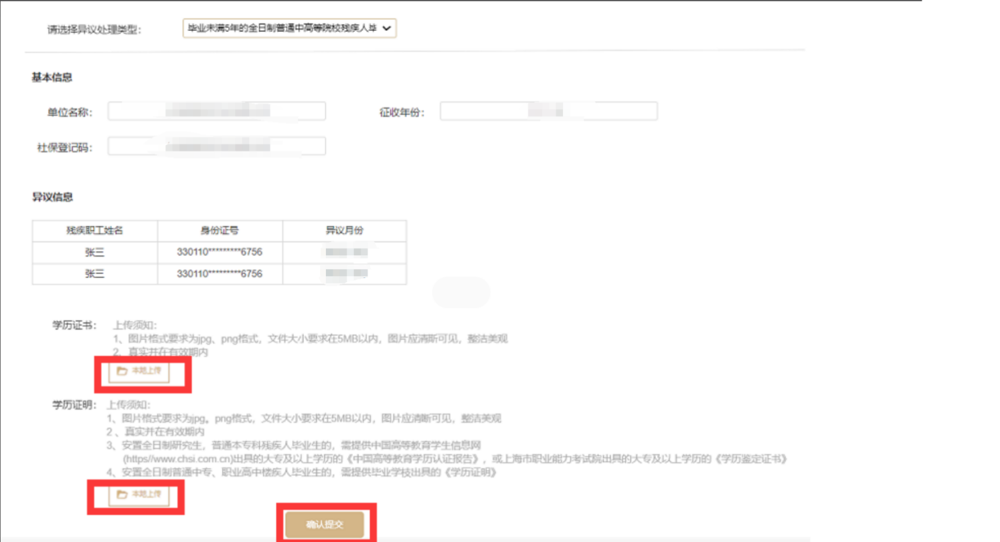 请选择异议处理类型：
毕业未满5年的全日制普通中高等院校残疾人毕
基本信息
单位名称：
征收年份：
社保登记码：
异议信息
残疾职工姓名 身份证号 异议月份
张三 330110*********6756
张三 330110*********6756
学历证书： 上传须知：
1、图片格式要求为jpg、png格式，文件大小要求在5MB以内，图片应清晰可见，整洁美观
2、真实并在有效期内
本地上传
学历证明： 上传须知：
1、图片格式要求为jpg。png格式，文件大小要求在5MB以内，图片应清晰可见，整洁美观
2 、真实并在有效期内
3、安置全日制研究生，普通本专科残疾人毕业生的，需提供中国高等教育学生信息网
(https//www.chsi.com.cn)出具的大专及以上学历的《中国高等教育学历认证报告》，或上海市职业能力考试院出具的大专及以上学历的《学历鉴定证书》
4、安置全日制普通中专、职业高中楼疾人毕业生的，需提供毕业学枝出具的《学历证明》
本地上传
确认提交